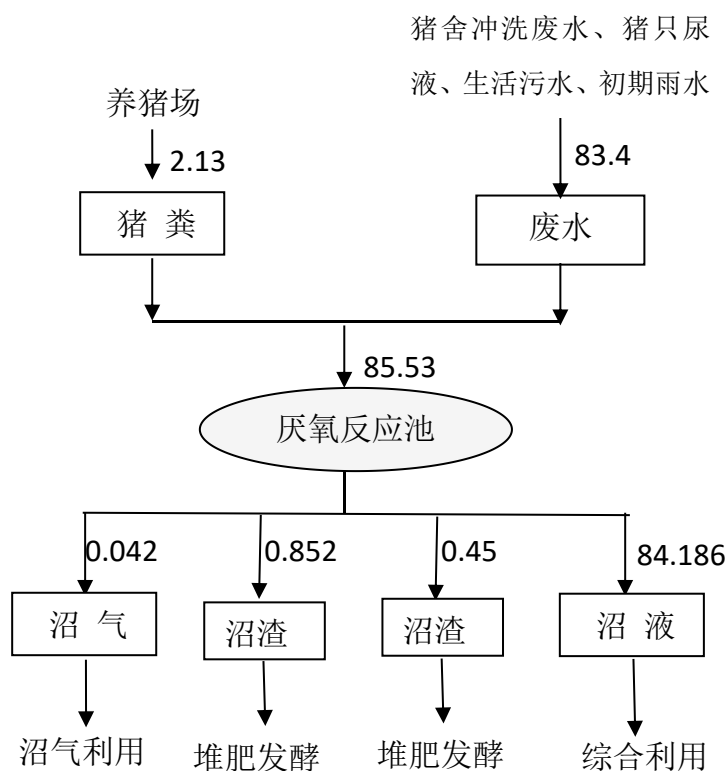 猪舍冲洗废水、猪只尿
液、生活污水、初期雨水
养猪场
2.13
83.4
猪 粪
废水
85.53
厌氧反应池
0.042
0.852
0.45
84.186
沼 气
沼渣
沼渣
沼 液
沼气利用
堆肥发酵
堆肥发酵
综合利用